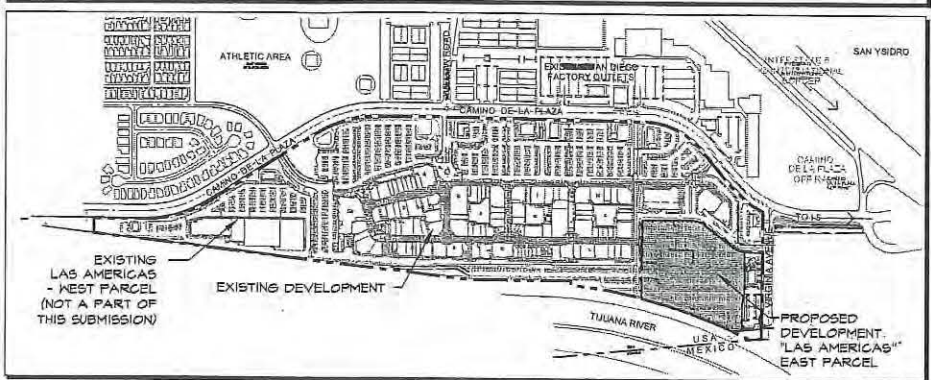 ATHLETIC AREA
SAN YSIDRO
FACTORY OUTLETS
CAMINO-DE-LA-PLAZA
CAMINO-DE-LA PLAZA
CAMINO
DE LA PLAZA
TO I-5
VIRGINIA AVENUE
EXISTING
LAS AMERICAS
- WEST PARCEL
(NOT A PART OF
THIS SUBMISSION)
EXISTING DEVELOPMENT
TIJUANA RIVER
USA
MEXICO
PROPOSED
DEVELOPMENT.
"LAS AMERICAS"
EAST PARCEL